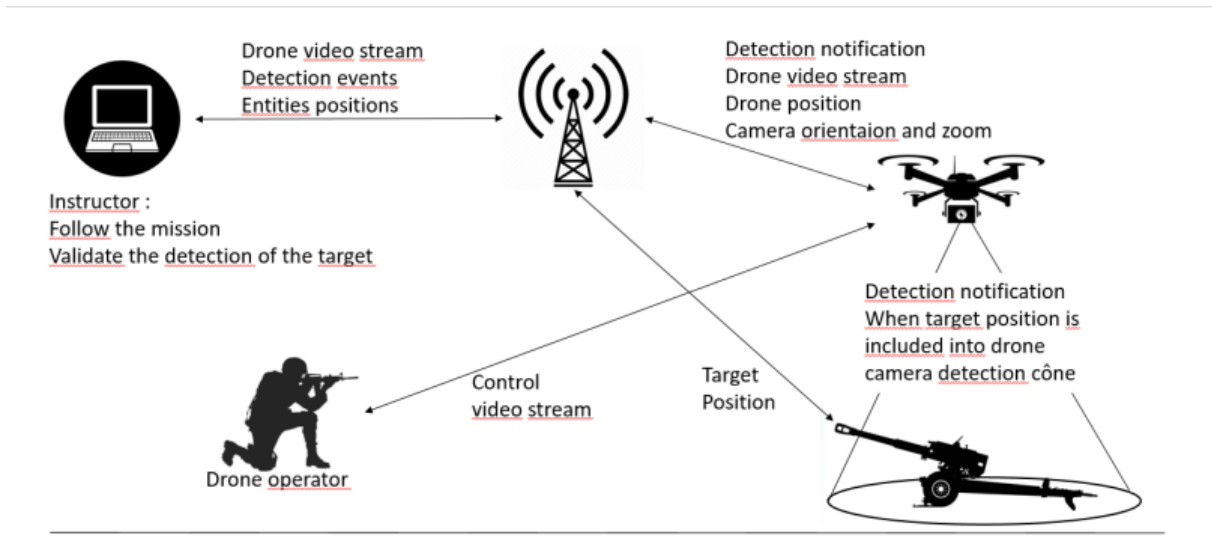 Drone video stream
Detection events
Entities positions
Detection notification
Drone video stream
Drone position
Camera orientaion and zoom
Instructor :
Follow the mission
Validate the detection of the target
Detection notification
When target position is
included into drone
camera detection cône
Control
video stream
Target
Position
Drone operator